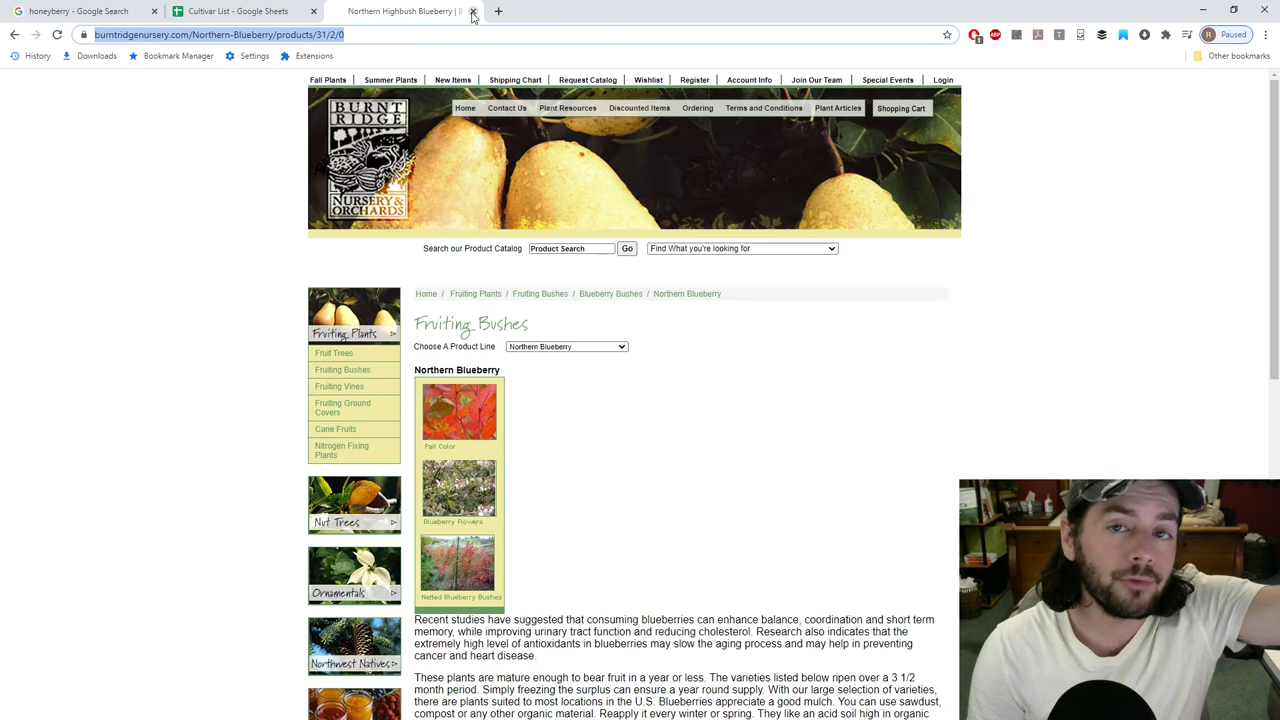 honeyberry - Google Search
Cultivar List - Google Sheets
Northern Highbush Blueberry | B
burntridgenursery.com/Northern-Blueberry/products/31/2/0
R Paused
History
Settings
Bookmark Manager
Settings
Extensions
Other bookmarks
Fall Plants
Summer Plants
New Items
Shipping Chart
Request Catalog
Wishlist
Register
Account Info
Join Our Team
Special Events
Login
Home
Contact Us
Plant Resources
Discounted Items
Ordering
Terms and Conditions
Plant Articles
Shopping Cart
BURNT
RIDGE
NURSERY&
ORCHARDS
Search our Product Catalog
Product Search
Go
Find What you're looking for
Home / Fruiting Plants / Fruiting Bushes / Blueberry Bushes / Northern Blueberry
Fruiting Plants
Fruit Trees
Fruiting Bushes
Fruiting Vines
Fruiting Ground
Covers
Cane Fruits
Nitrogen Fixing
Plants
Nut Trees
Ornamentals
Northwest Natives
Fruiting Bushes
Choose A Product Line
Northern Blueberry
Northern Blueberry
Fall Color
Blueberry Flowers
Netted Blueberry Bushes
Recent studies have suggested that consuming blueberries can enhance balance, coordination and short term
memory, while improving urinary tract function and reducing cholesterol. Research also indicates that the
extremely high level of antioxidants in blueberries may slow the aging process and may help in preventing
cancer and heart disease.
These plants are mature enough to bear fruit in a year or less. The varieties listed below ripen over a 3 1/2
month period. Simply freezing the surplus can ensure a year round supply. With our large selection of varieties,
there are plants suited to most locations in the U.S. Blueberries appreciate a good mulch. You can use sawdust,
compost or any other organic material. Reapply it every winter or spring. They like an acid soil high in organic